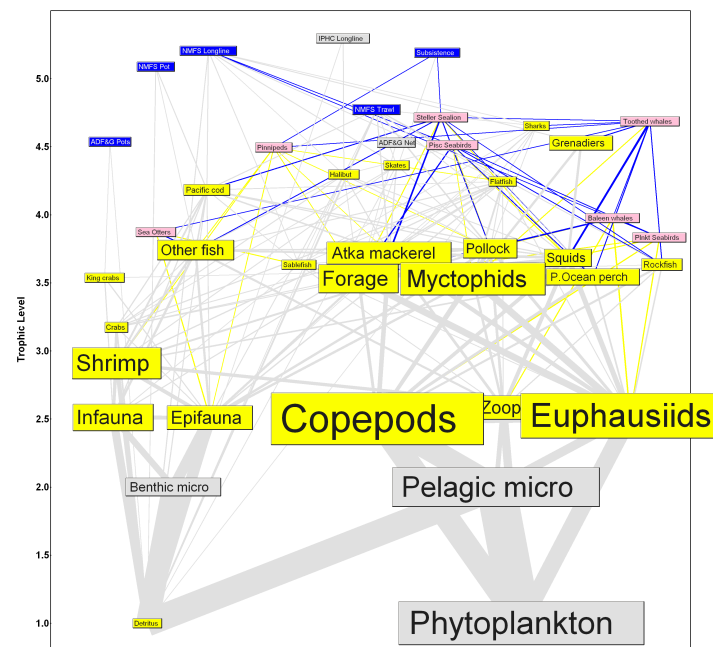 IPHC Longline
NMFS Longline
Subsistence
NMFS Pot
5.0
NMFS Trawl
Steller Sealion
Sharks
Toothed whales
4.5
ADF&G Pots
Pinnipeds
ADF&G Net
Pisc Seabirds
Grenadiers
Skates
Halibut
Flatfish
Pacific cod
4.0
Baleen whales
Sea Otters
Plnkt Seabirds
Other fish
Atka mackerel
Pollock
Squids
Sablefish
Rockfish
3.5
King crabs
Forage
Myctophids
P.Ocean perch
Trophic Level
Crabs
3.0
Shrimp
2.5
Infauna
Epifauna
Copepods
Zoop
Euphausiids
2.0
Benthic micro
Pelagic micro
1.5
1.0
Detritus
Phytoplankton